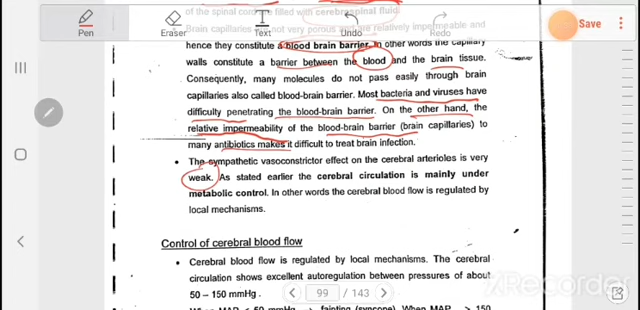 of the spinal cord are filled with cerebrospinal fluid.
Pen
Eraser
Text
Undo
Redo
Save
Brain capillaries are not very porous are relatively impermeable and
hence they constitute a blood brain barrier. In other words the capillary
walls constitute a barrier between the blood and the brain tissue.
Consequently, many molecules do not pass easily through brain
capillaries also called blood-brain barrier. Most bacteria and viruses have
difficulty penetrating the blood-brain barrier. On the other hand, the
relative impermeability of the blood-brain barrier (brain capillaries) to
many antibiotics makes it difficult to treat brain infection.
• The sympathetic vasoconstrictor effect on the cerebral arterioles is very
weak. As stated earlier the cerebral circulation is mainly under
metabolic control. In other words the cerebral blood flow is regulated by
local mechanisms.
Control of cerebral blood flow
• Cerebral blood flow is regulated by local mechanisms. The cerebral
circulation shows excellent autoregulation between pressures of about
50 – 150 mmHg.
99 / 143
XRecorder
fainting (syncope). When MAP > 150